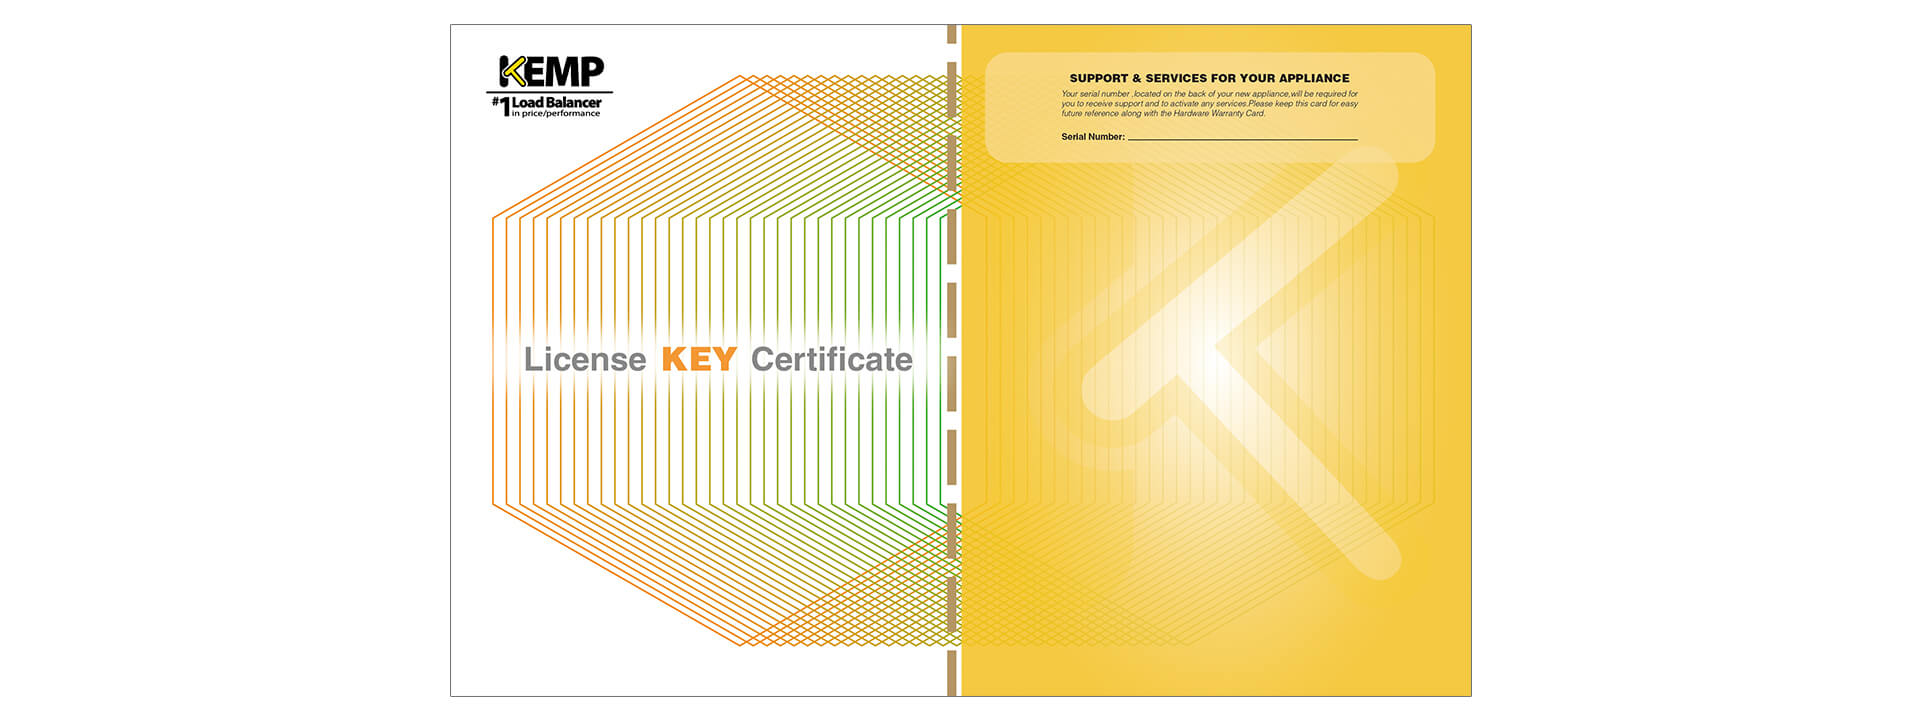 KEMP
#1 Load Balancer
in price/performance
License KEY Certificate
SUPPORT & SERVICES FOR YOUR APPLIANCE
Your serial number ,located on the back of your new appliance,will be required for
you to receive support and to activate any services.Please keep this card for easy
future reference along with the Hardware Warranty Card.
Serial Number: